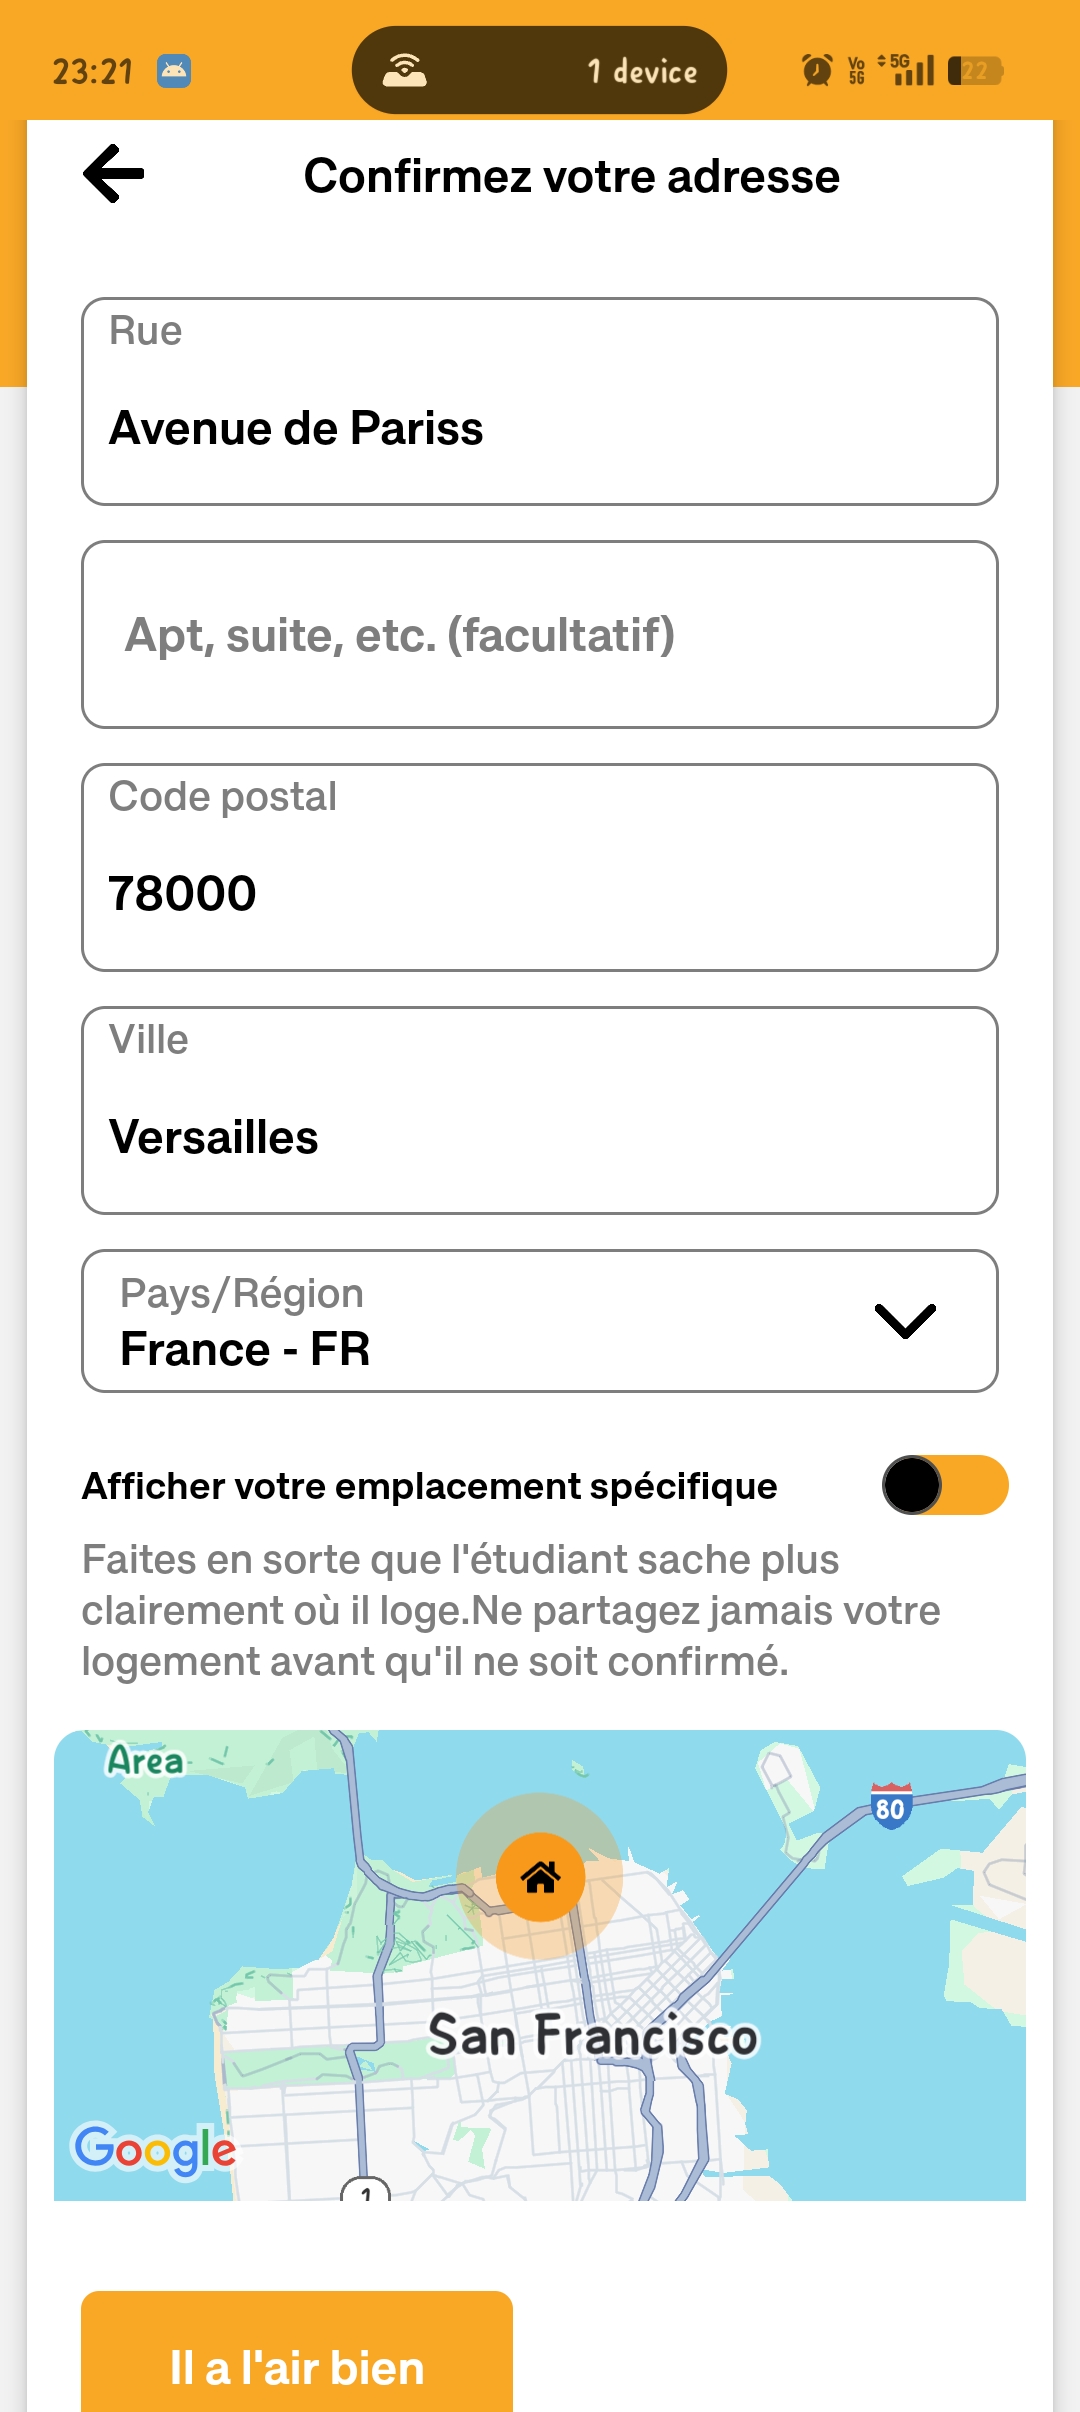 23:21
1 device
Vo 5G
5G
22
Confirmez votre adresse
Rue
Avenue de Pariss
Apt, suite, etc. (facultatif)
Code postal
78000
Ville
Versailles
Pays/Région
France - FR
Afficher votre emplacement spécifique
Faites en sorte que l'étudiant sache plus
clairement où il loge.Ne partagez jamais votre
logement avant qu'il ne soit confirmé.
Area
80
San Francisco
Google
1
Il a l'air bien